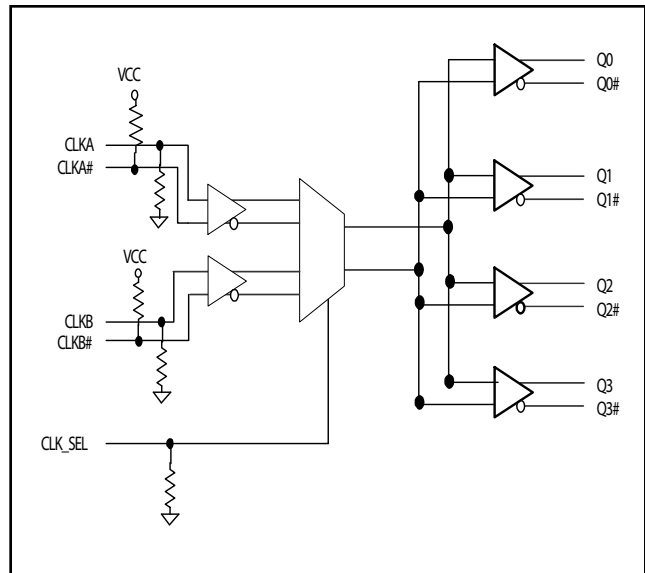 VCC
CLKA
CLKA#
VCC
CLKB
CLKB#
CLK_SEL
Q0
Q0#
Q1
Q1#
Q2
Q2#
Q3
Q3#